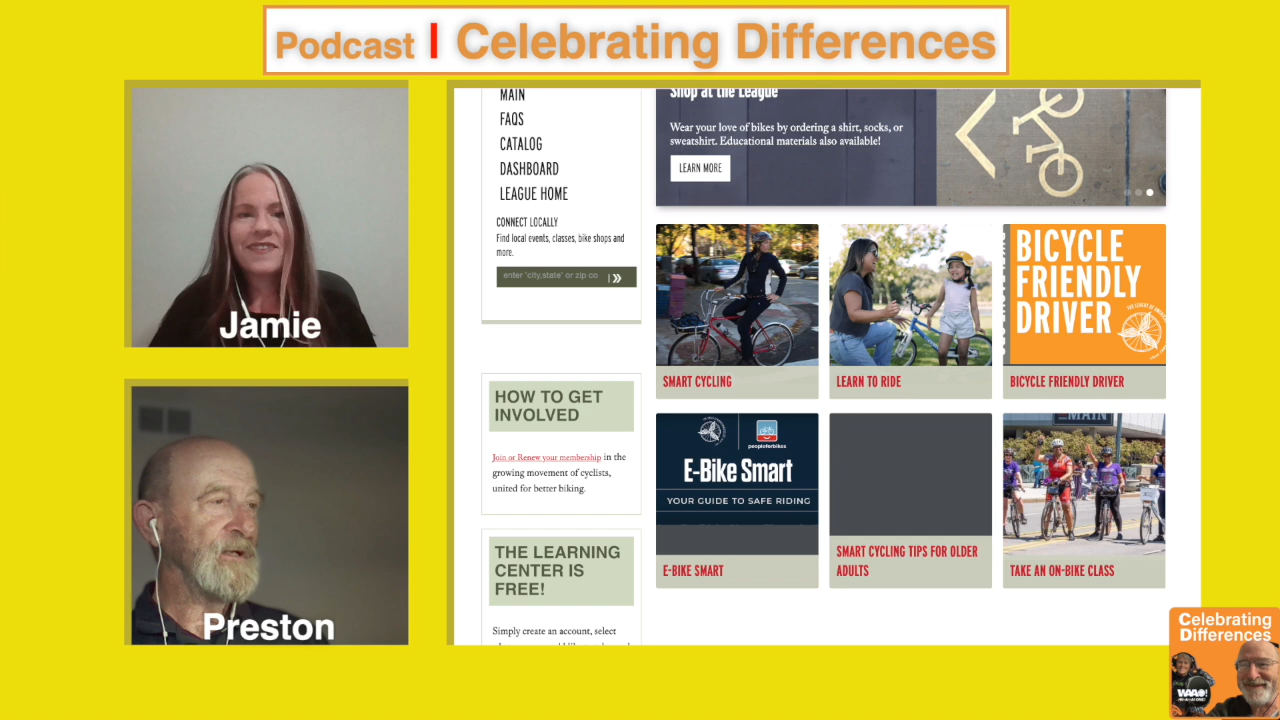 Podcast | Celebrating Differences
Jamie
Preston
MAIN
FAQS
CATALOG
DASHBOARD
LEAGUE HOME
CONNECT LOCALLY
Find local events, classes, bike shops and
more.
enter 'city,state' or zip co
HOW TO GET
INVOLVED
Join or Renew your membership in the
growing movement of cyclists,
united for better biking.
THE LEARNING
CENTER IS
FREE!
Simply create an account, select
Shop at the League
Wear your love of bikes by ordering a shirt, socks, or
sweatshirt. Educational materials also available!
LEARN MORE
SMART CYCLING
LEARN TO RIDE
BICYCLE
FRIENDLY
DRIVER
BICYCLE FRIENDLY DRIVER
peopleforbikes
E-Bike Smart
YOUR GUIDE TO SAFE RIDING
E-BIKE SMART
SMART CYCLING TIPS FOR OLDER
ADULTS
MAIN
TAKE AN ON-BIKE CLASS
Celebrating
Differences